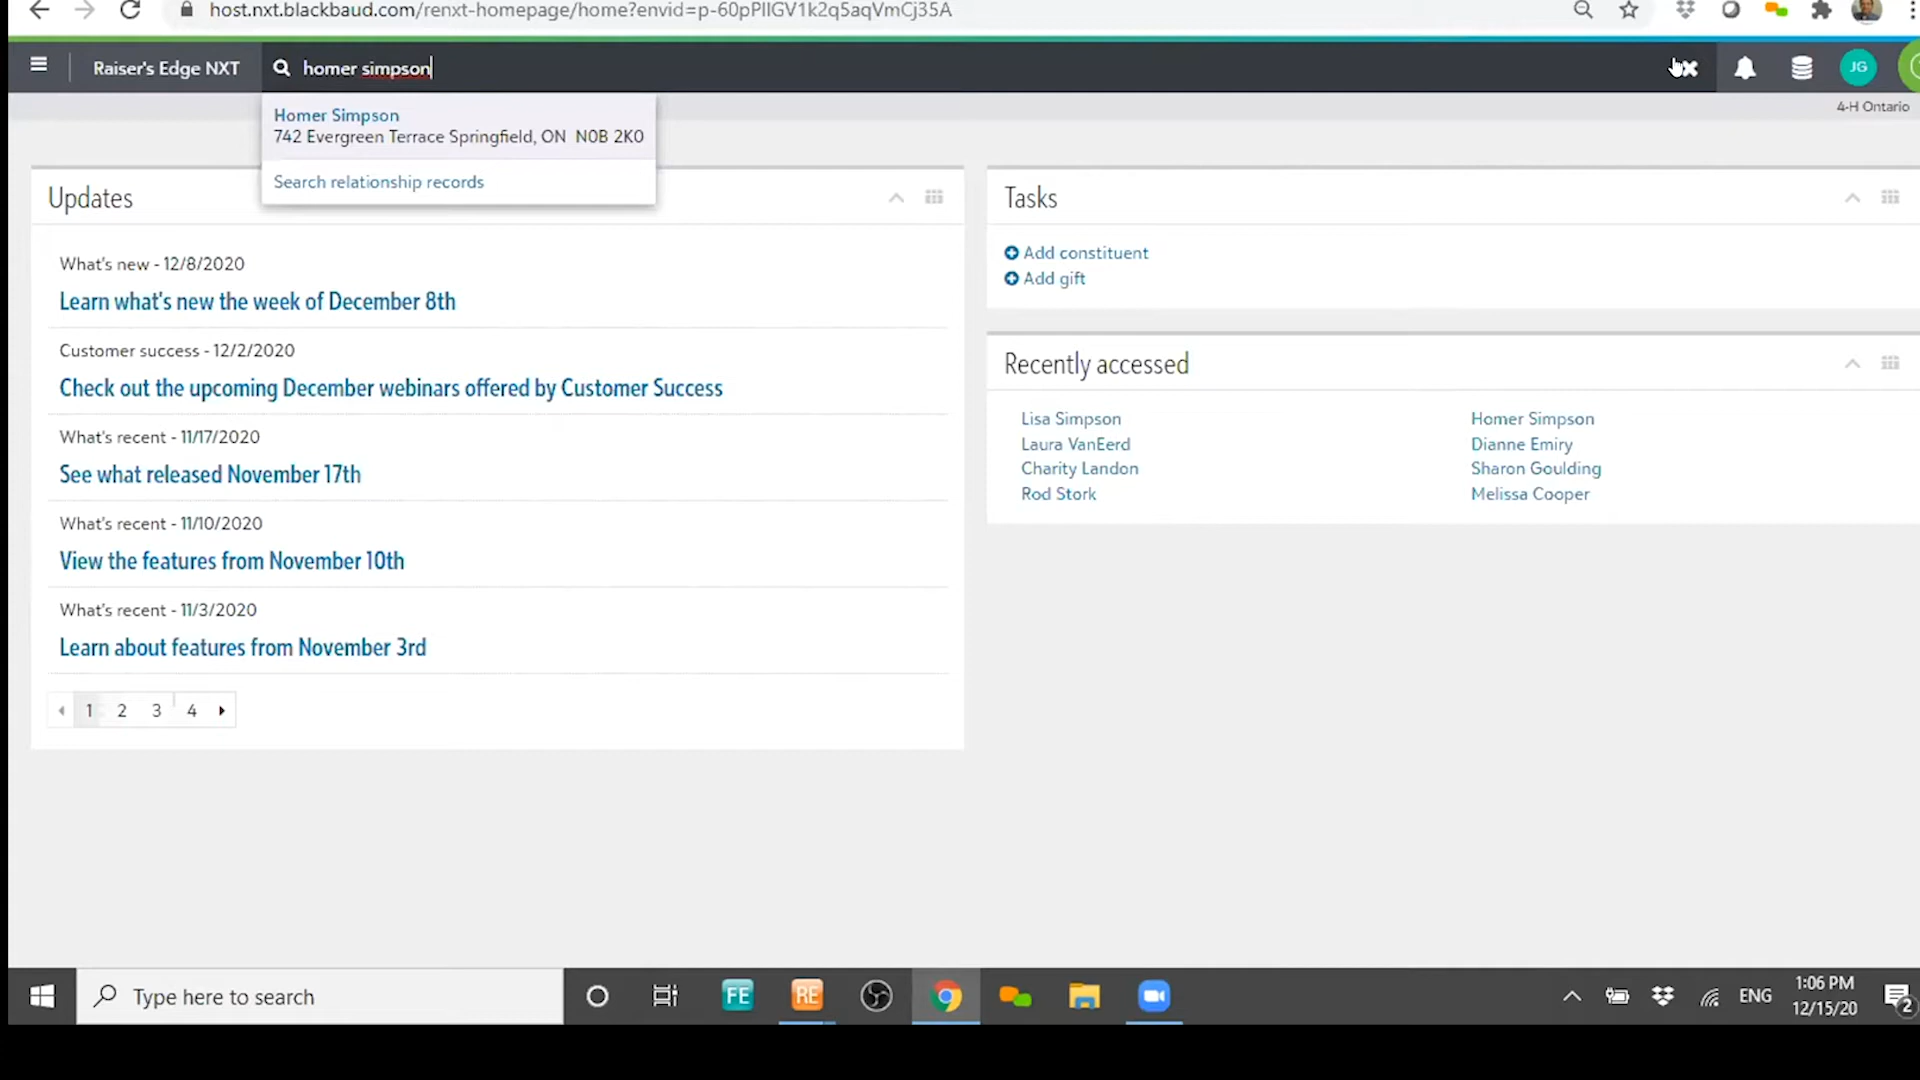 host.nxt.blackbaud.com/renxt-homepage/home?envid=p-60pPlIGV1k2q5aqVmCj35A
Raiser's Edge NXT
homer simpson
JG
4-H Ontario
Homer Simpson
742 Evergreen Terrace Springfield, ON N0B 2K0
Search relationship records
Updates
What's new - 12/8/2020
Learn what's new the week of December 8th
Customer success - 12/2/2020
Check out the upcoming December webinars offered by Customer Success
What's recent - 11/17/2020
See what released November 17th
What's recent - 11/10/2020
View the features from November 10th
What's recent - 11/3/2020
Learn about features from November 3rd
1 2 3 4
Tasks
Add constituent
Add gift
Recently accessed
Lisa Simpson Homer Simpson
Laura VanEerd Dianne Emiry
Charity Landon Sharon Goulding
Rod Stork Melissa Cooper
Type here to search
FE
RE
ENG
1:06 PM
12/15/20
2